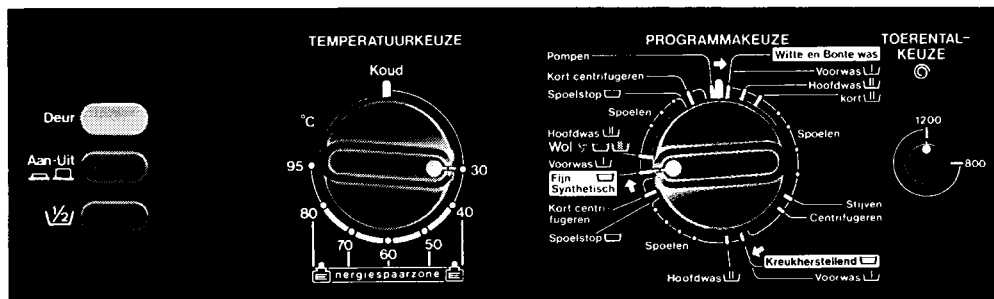 Deur
Aan-Uit
½
TEMPERATUURKEUZE
Koud
°C
95
30
80
40
70
50
60
E nergiespaarzone E
PROGRAMMAKEUZE
Pompen
Witte en Bonte was
Kort centrifugeren
Voorwas
Spoelstop
Hoofdwas
kort
Spoelen
Spoelen
Hoofdwas
Wol
Voorwas
Fijn
Synthetisch
Kort centri-
fugeren
Stijven
Centrifugeren
Spoelstop
Spoelen
Kreukherstellend
Hoofdwas
Voorwas
TOERENTAL-
KEUZE
1200
800